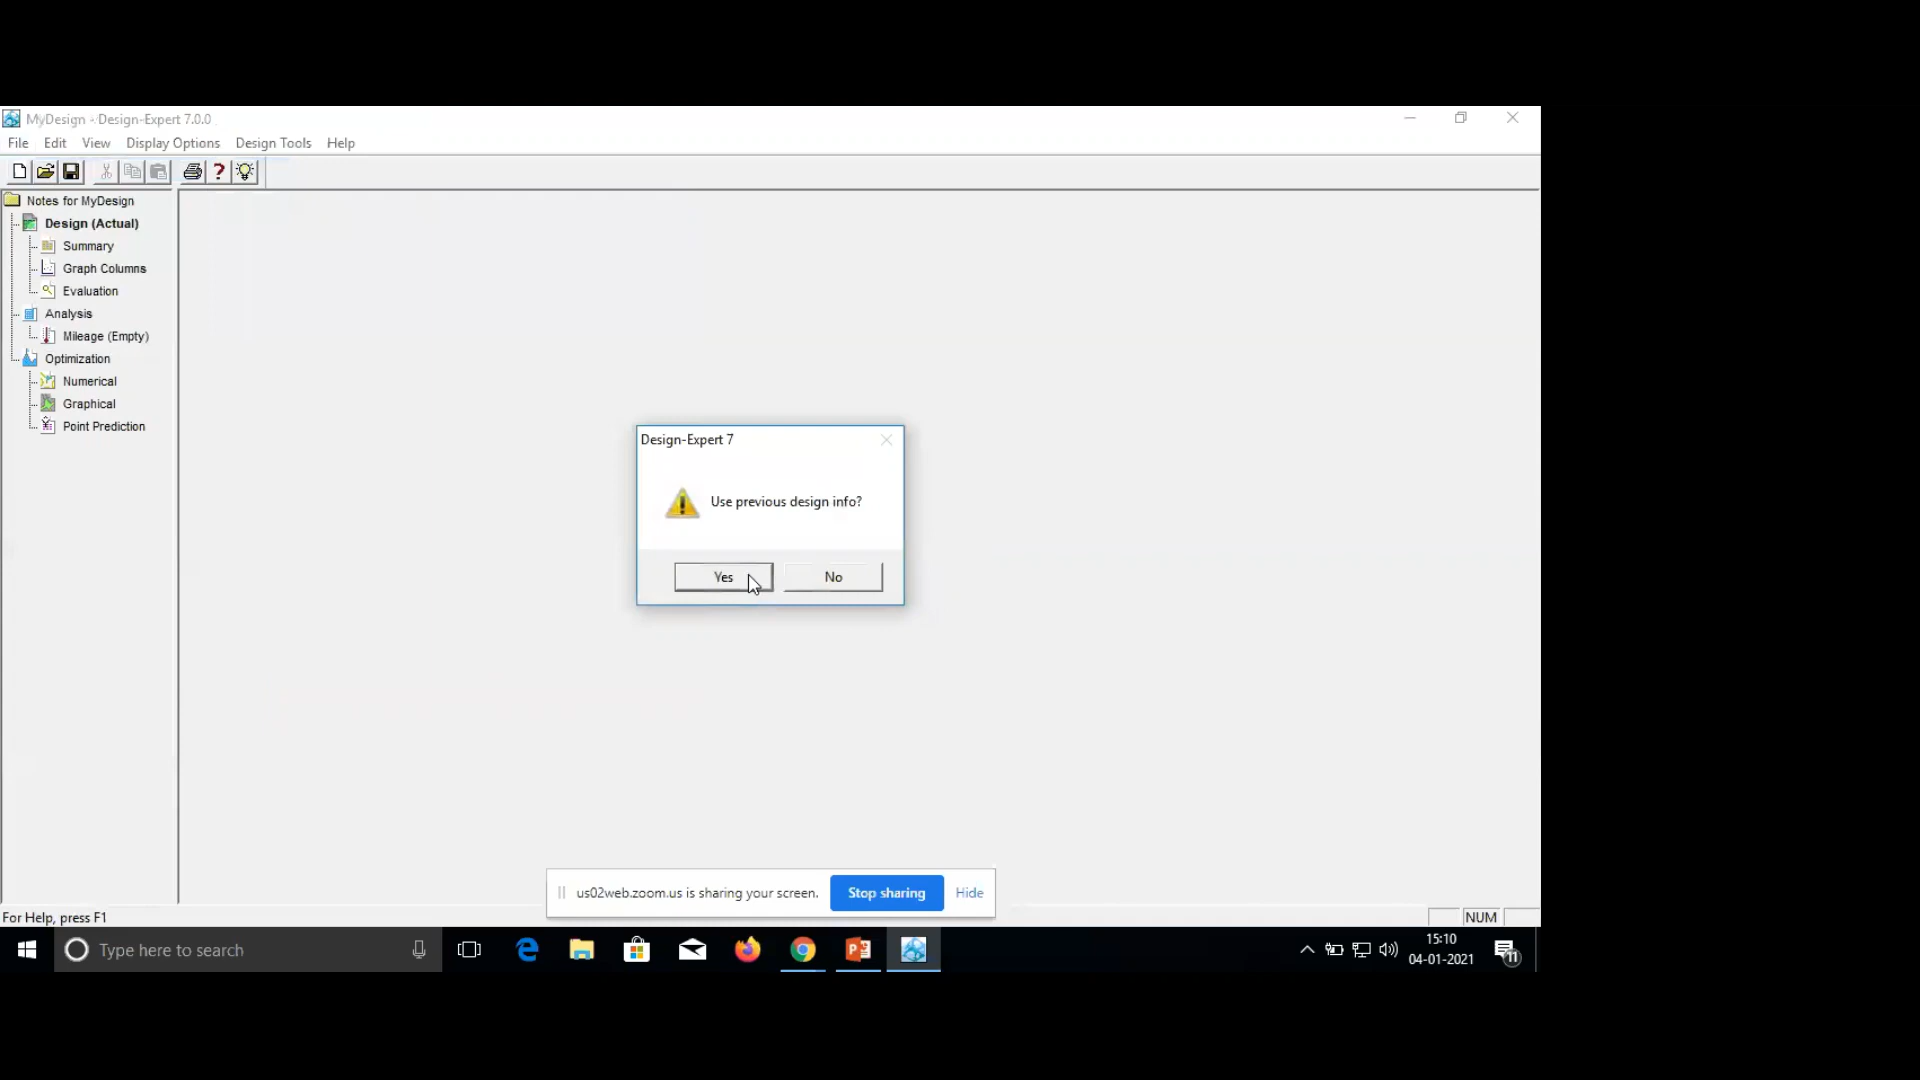 MyDesign - Design-Expert 7.0.0
File Edit View Display Options Design Tools Help
Notes for MyDesign
Design (Actual)
Summary
Graph Columns
Evaluation
Analysis
Mileage (Empty)
Optimization
Numerical
Graphical
Point Prediction
Design-Expert 7
Use previous design info?
Yes No
us02web.zoom.us is sharing your screen. Stop sharing Hide
For Help, press F1 NUM
Type here to search
15:10
04-01-2021
11